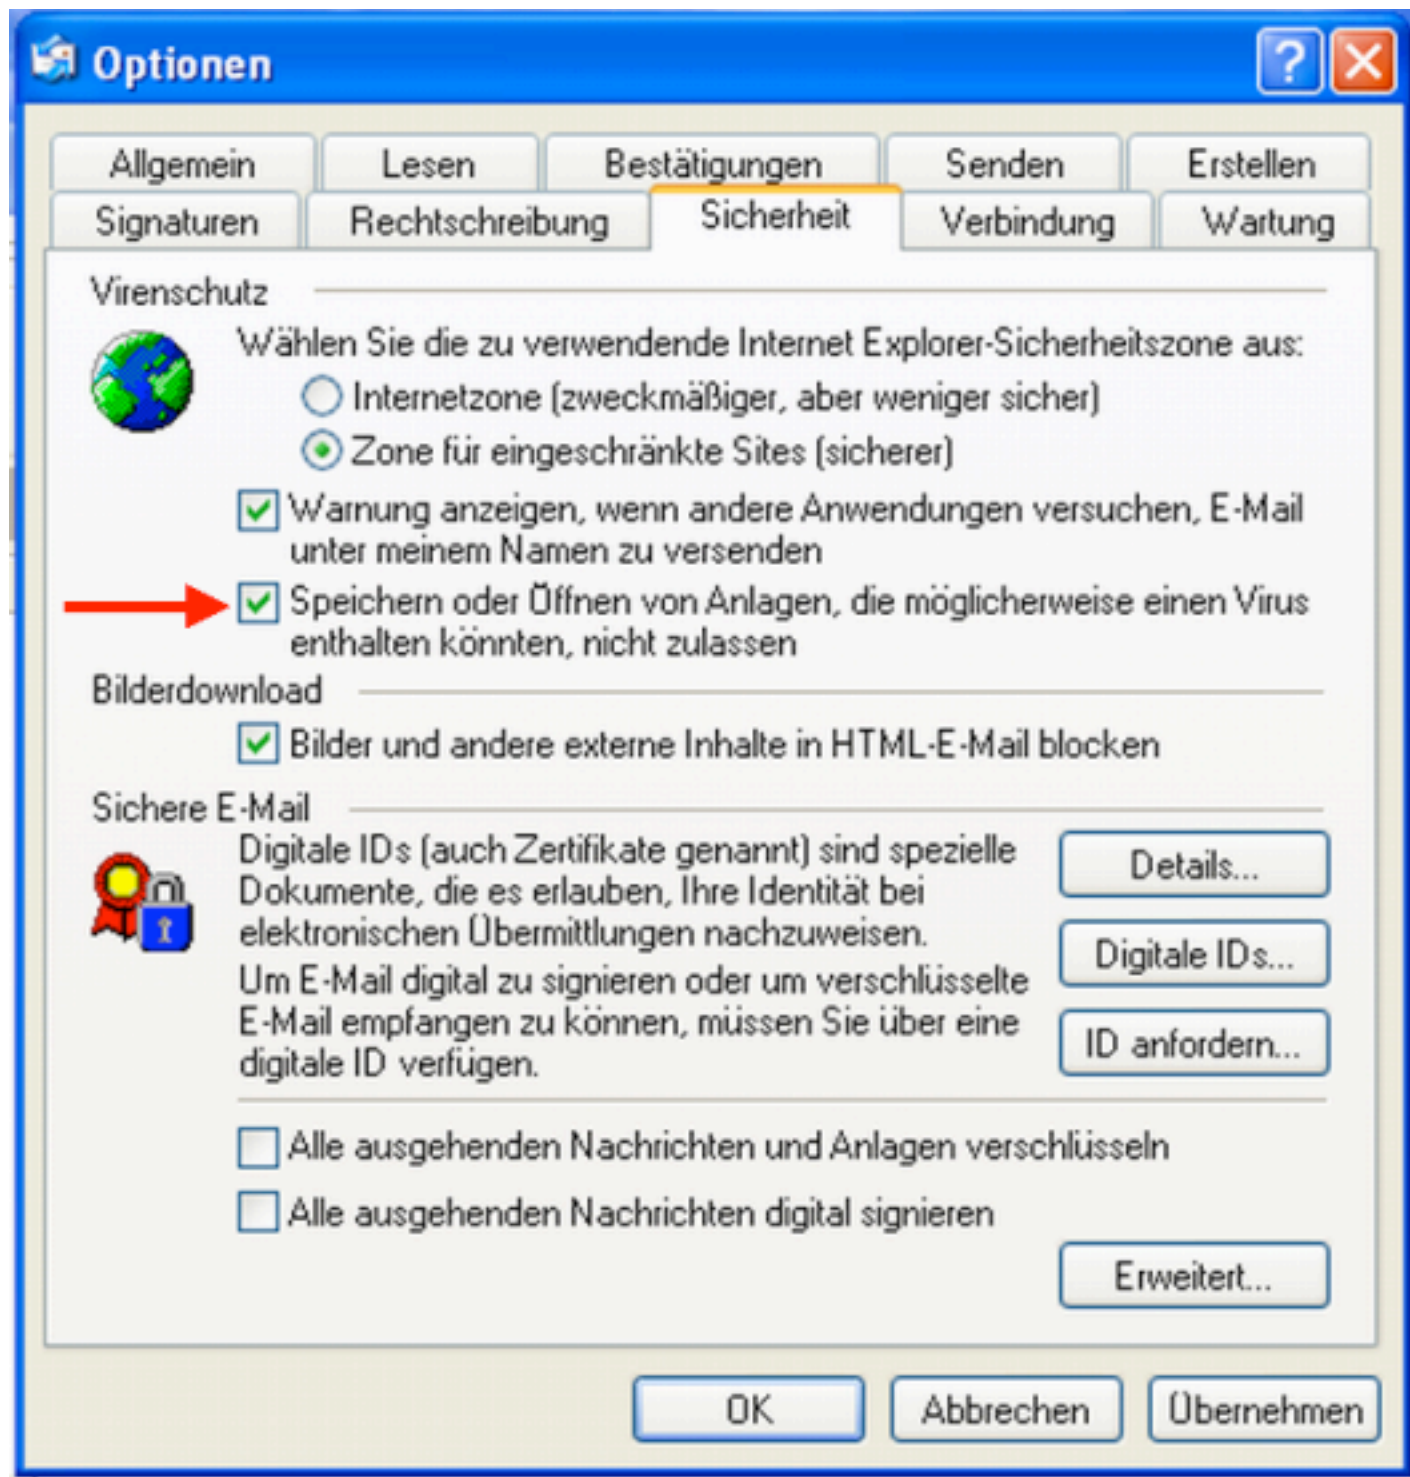 Optionen
Allgemein
Lesen
Bestätigungen
Senden
Erstellen
Signaturen
Rechtschreibung
Sicherheit
Verbindung
Wartung
Virenschutz
Wählen Sie die zu verwendende Internet Explorer-Sicherheitszone aus:
Internetzone (zweckmäßiger, aber weniger sicher)
Zone für eingeschränkte Sites (sicherer)
Warnung anzeigen, wenn andere Anwendungen versuchen, E-Mail
unter meinem Namen zu versenden
Speichern oder Öffnen von Anlagen, die möglicherweise einen Virus
enthalten könnten, nicht zulassen
Bilderdownload
Bilder und andere externe Inhalte in HTML-E-Mail blocken
Sichere E-Mail
Digitale IDs (auch Zertifikate genannt) sind spezielle
Dokumente, die es erlauben, Ihre Identität bei
elektronischen Übermittlungen nachzuweisen.
Um E-Mail digital zu signieren oder um verschlüsselte
E-Mail empfangen zu können, müssen Sie über eine
digitale ID verfügen.
Details...
Digitale IDs...
ID anfordern...
Alle ausgehenden Nachrichten und Anlagen verschlüsseln
Alle ausgehenden Nachrichten digital signieren
Erweitert...
OK
Abbrechen
Übernehmen